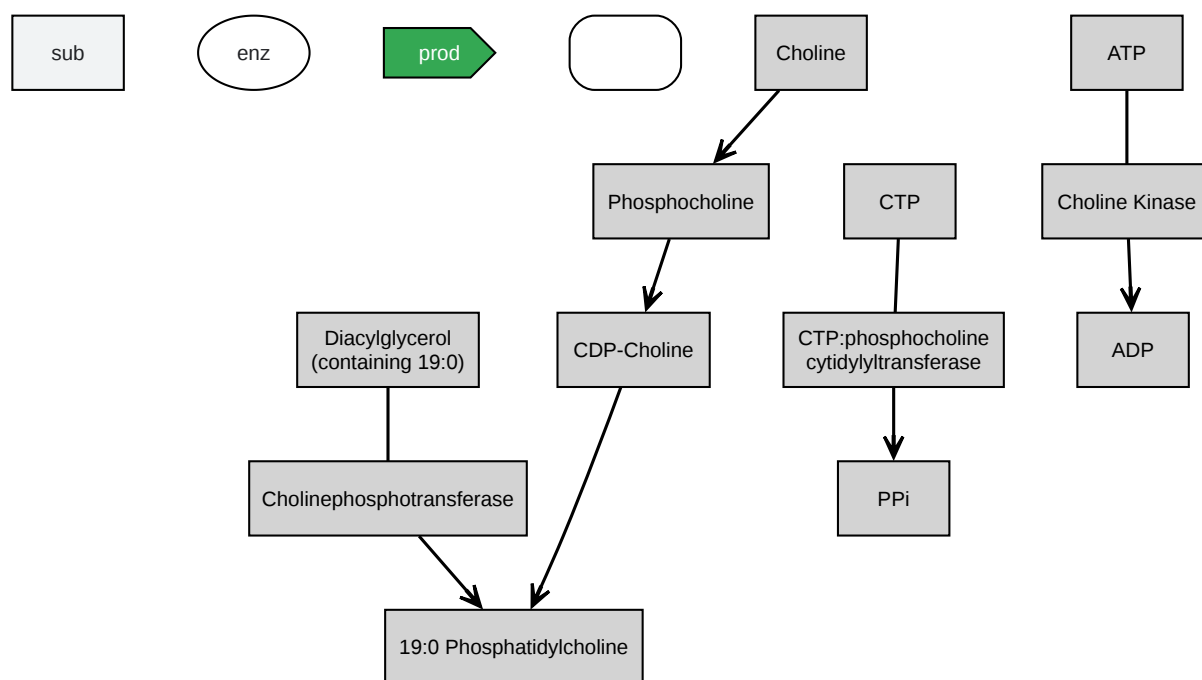 sub
enz
prod
Choline
ATP
Phosphocholine
CTP
Choline Kinase
Diacylglycerol
(containing 19:0)
CDP-Choline
CTP:phosphocholine
cytidylyltransferase
ADP
Cholinephosphotransferase
PPi
19:0 Phosphatidylcholine